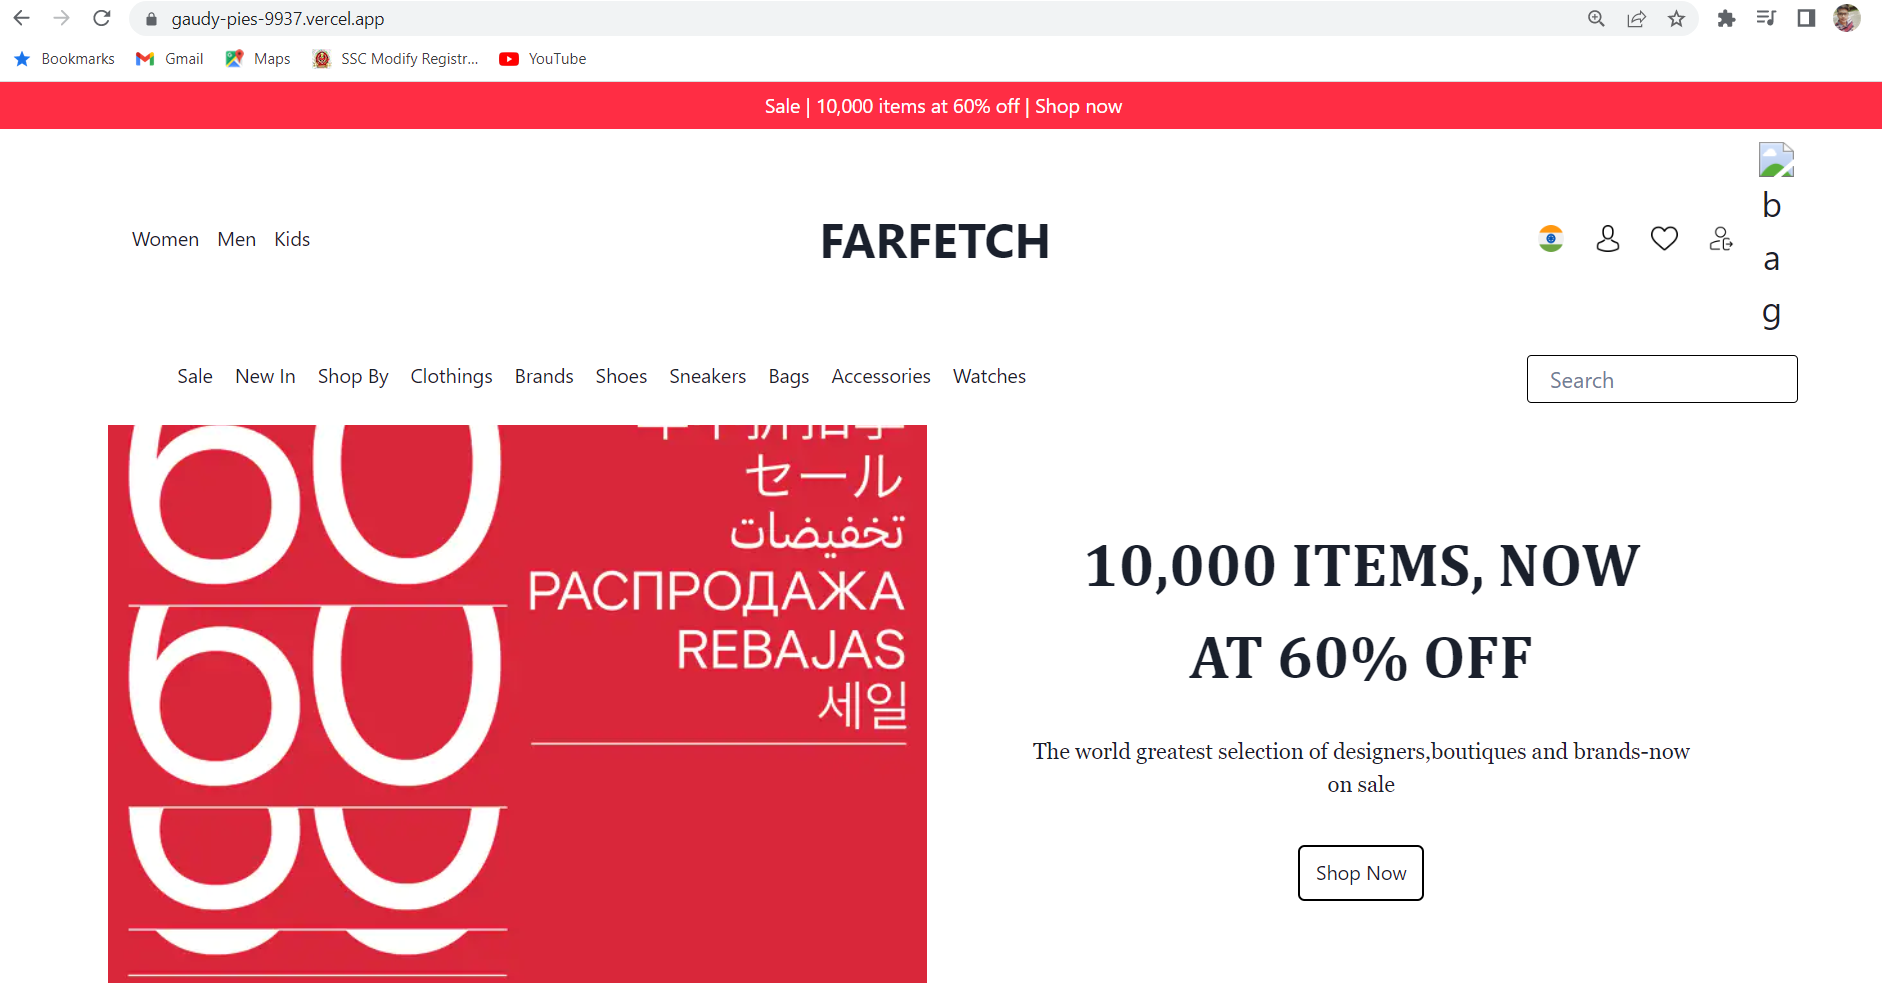 gaudy-pies-9937.vercel.app
Bookmarks Gmail Maps SSC Modify Registr... YouTube
Sale | 10,000 items at 60% off | Shop now
Women Men Kids
FARFETCH
b
a
g
Sale New In Shop By Clothings Brands Shoes Sneakers Bags Accessories Watches
Search
60
60
60
セール
تخفيضات
РАСПРОДАЖА
REBAJAS
세일
10,000 ITEMS, NOW
AT 60% OFF
The world greatest selection of designers,boutiques and brands-now
on sale
Shop Now